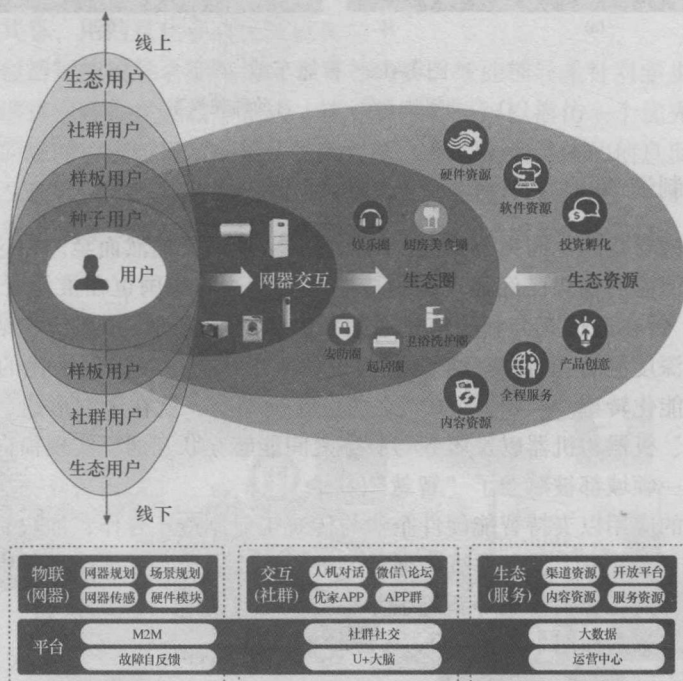 线上
生态用户
社群用户
样板用户
种子用户
用户
网器交互
生态圈
生态资源
娱乐圈
厨房美食圈
安防圈
起居圈
卫浴洗护圈
硬件资源
软件资源
投资孵化
产品创意
全程服务
内容资源
样板用户
社群用户
生态用户
线下
物联
(网器)
网器规划 场景规划
网器传感 硬件模块
交互
(社群)
人机对话 微信\论坛
优家APP APP群
生态
(服务)
渠道资源 开放平台
内容资源 服务资源
平台
M2M 社群社交 大数据
故障自反馈 U+大脑 运营中心